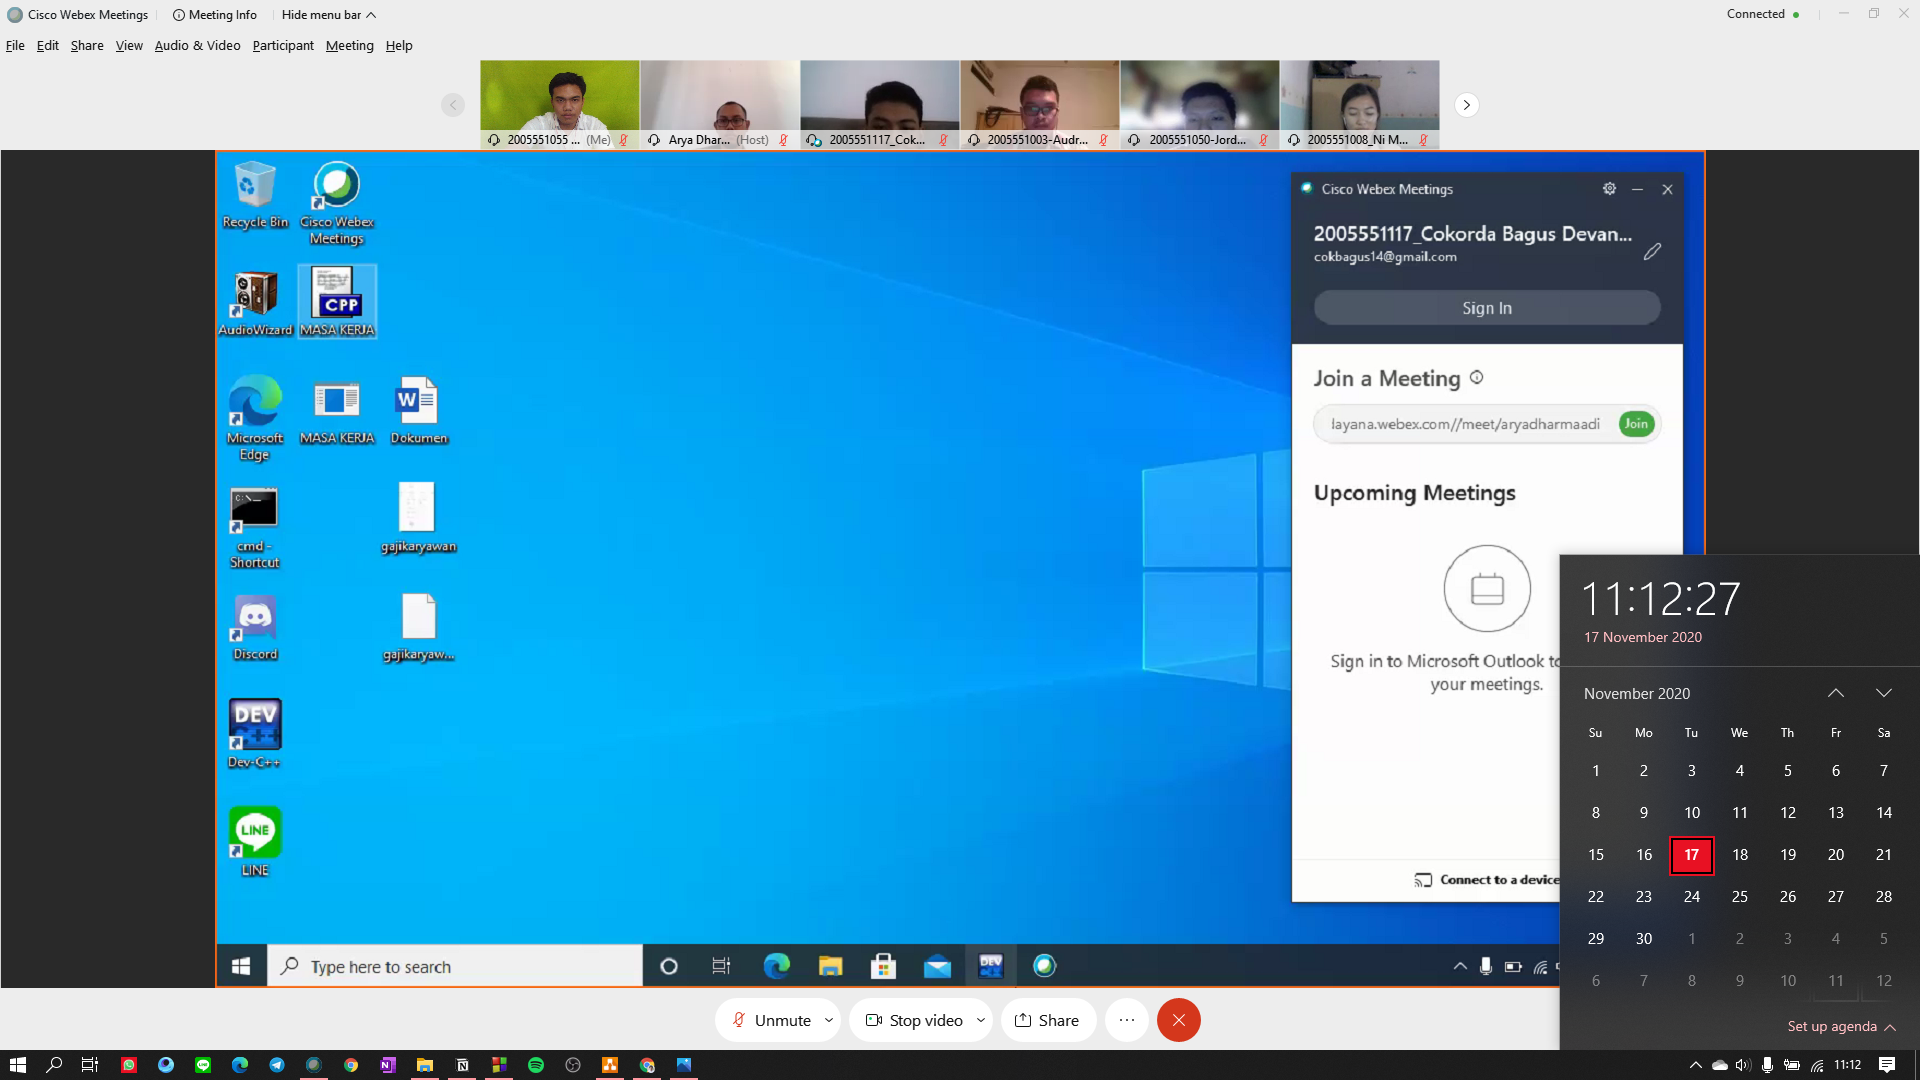 Cisco Webex Meetings Meeting Info Hide menu bar Connected
File Edit Share View Audio & Video Participant Meeting Help
2005551055 ... (Me) Arya Dhar... (Host) 2005551117_Cok... 2005551003-Audr... 2005551050-Jord... 2005551008_Ni M...
Recycle Bin
Cisco Webex
Meetings
AudioWizard
CPP
MASA KERJA
Microsoft
Edge
MASA KERJA
Dokumen
cmd -
Shortcut
gajikaryawan
Discord
gajikaryaw...
DEV
C++
Dev-C++
LINE
LINE
Cisco Webex Meetings
2005551117_Cokorda Bagus Devan...
cokbagus14@gmail.com
Sign In
Join a Meeting
layana.webex.com//meet/aryadharmaadi Join
Upcoming Meetings
Sign in to Microsoft Outlook to
your meetings.
Connect to a device
11:12:27
17 November 2020
November 2020
Su Mo Tu We Th Fr Sa
1 2 3 4 5 6 7
8 9 10 11 12 13 14
15 16 17 18 19 20 21
22 23 24 25 26 27 28
29 30 1 2 3 4 5
6 7 8 9 10 11 12
Set up agenda
Type here to search
DEV
Unmute Stop video Share
11:12